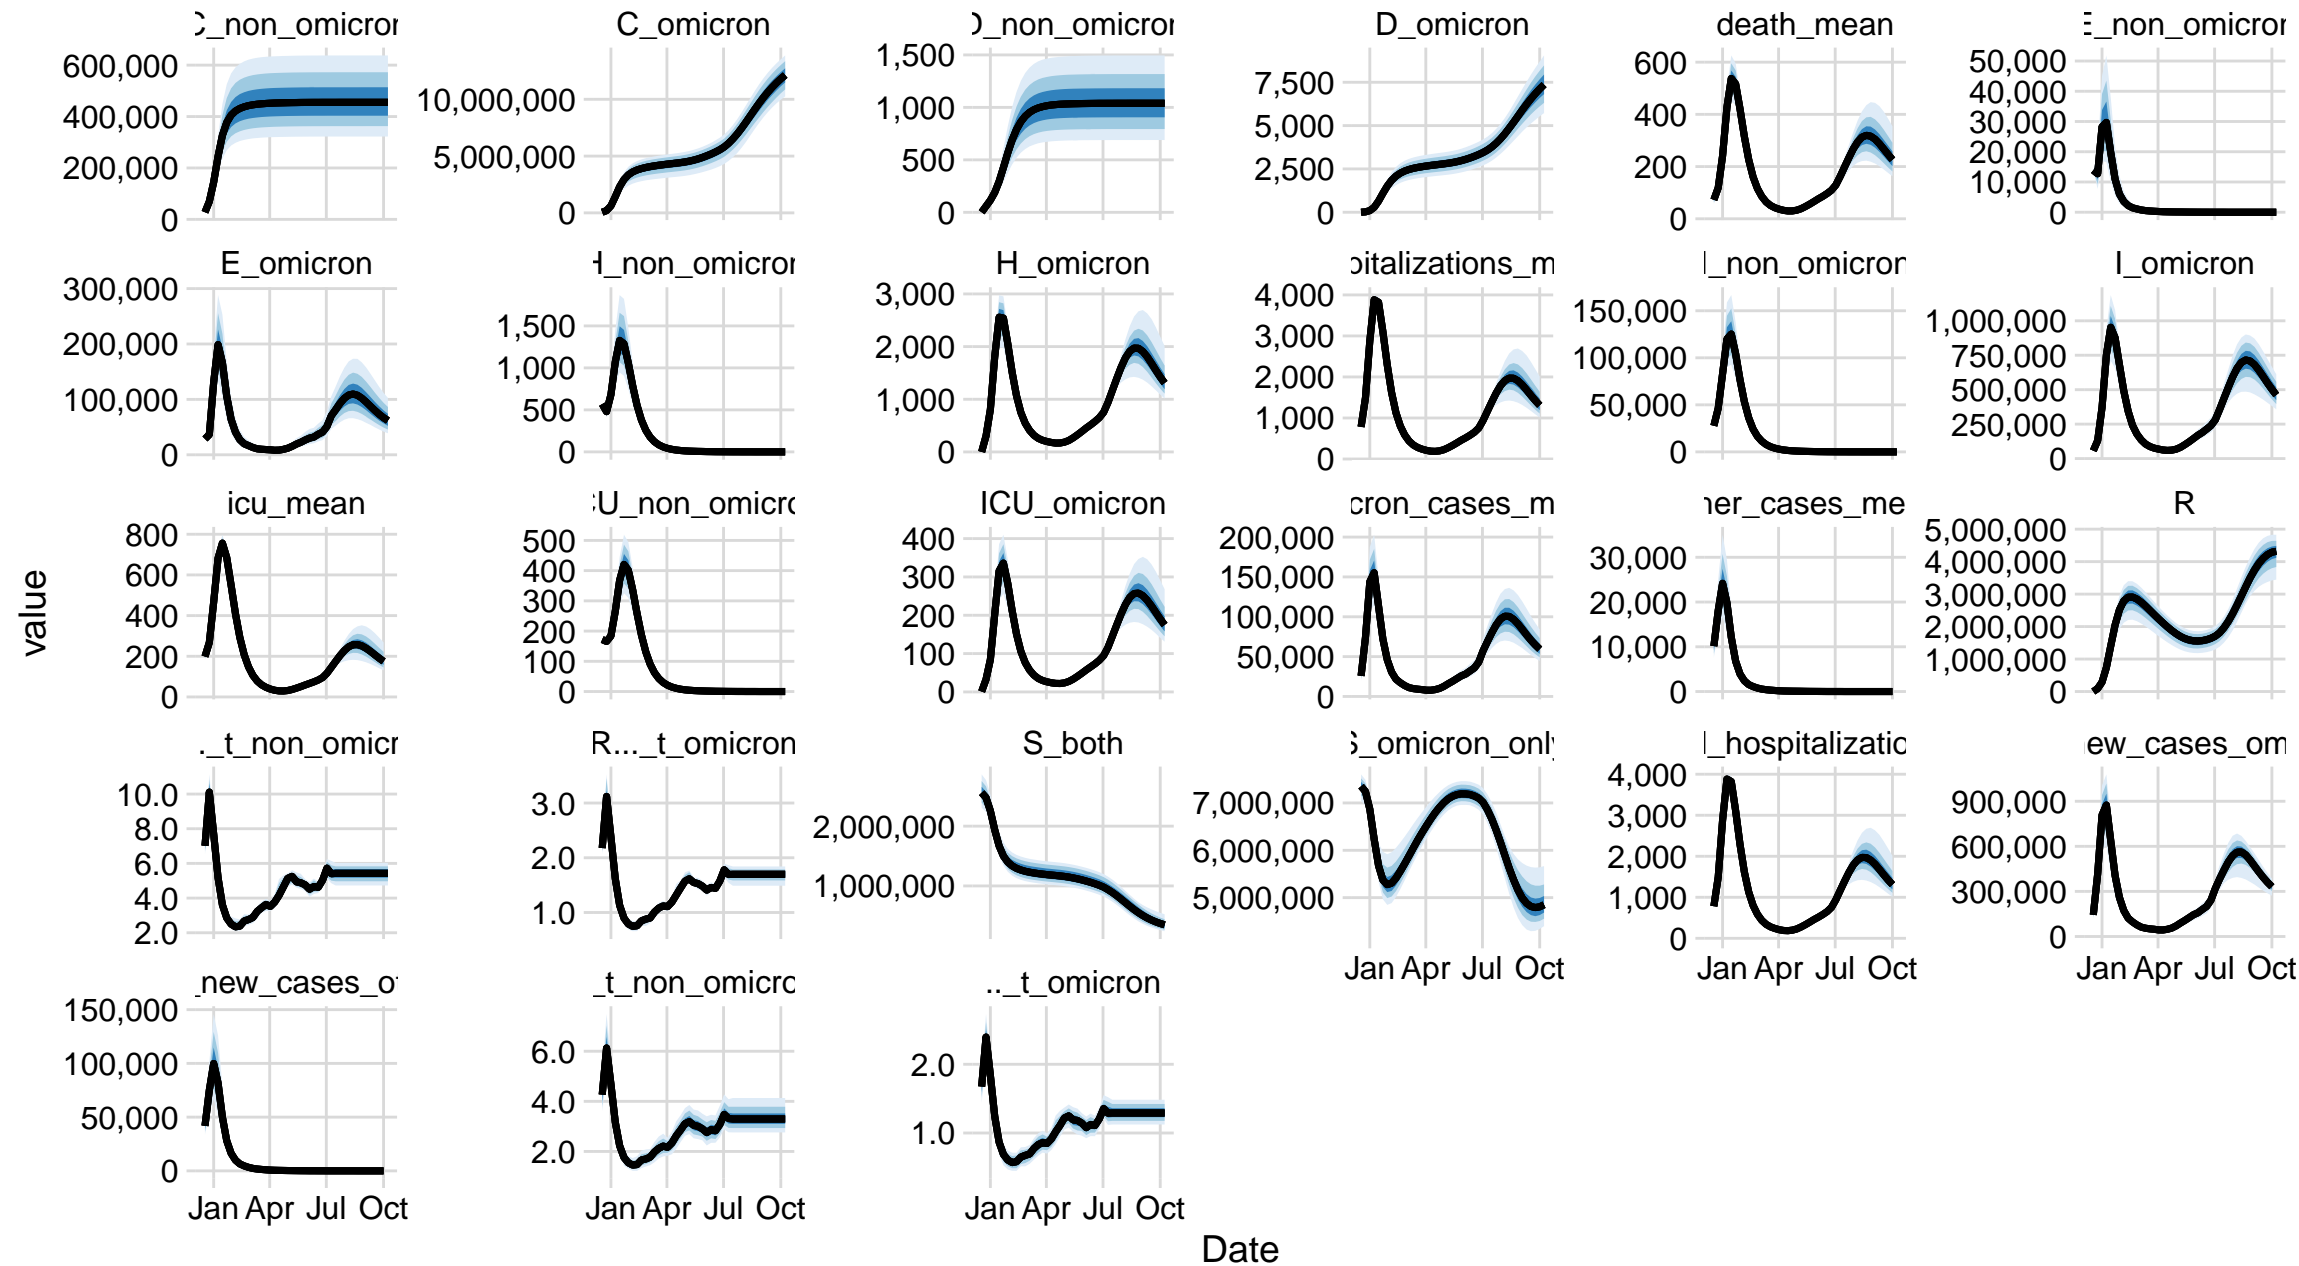 C_non_omicron C_omicron D_non_omicron D_omicron death_mean E_non_omicron
600,000 400,000 200,000 0
10,000,000 5,000,000 0
1,500 1,000 500 0
7,500 5,000 2,500 0
600 400 200 0
50,000 40,000 30,000 20,000 10,000 0
E_omicron H_non_omicron H_omicron pitalizations_m I_non_omicron I_omicron
300,000 200,000 100,000 0
1,500 1,000 500 0
3,000 2,000 1,000 0
4,000 3,000 2,000 1,000 0
150,000 100,000 50,000 0
1,000,000 750,000 500,000 250,000 0
icu_mean CU_non_omicro ICU_omicron cron_cases_m her_cases_me R
800 600 400 200 0
500 400 300 200 100 0
400 300 200 100 0
200,000 150,000 100,000 50,000 0
30,000 20,000 10,000 0
5,000,000 4,000,000 3,000,000 2,000,000 1,000,000 0
value
._t_non_omicr R..._t_omicron S_both S_omicron_only l_hospitalizatio ew_cases_om
10.0 8.0 6.0 4.0 2.0
3.0 2.0 1.0
2,000,000 1,000,000
7,000,000 6,000,000 5,000,000
4,000 3,000 2,000 1,000 0
900,000 600,000 300,000 0
Jan Apr Jul Oct Jan Apr Jul Oct Jan Apr Jul Oct
_new_cases_ot _t_non_omicro .._t_omicron
150,000 100,000 50,000 0
6.0 4.0 2.0
2.0 1.0
Jan Apr Jul Oct Jan Apr Jul Oct Jan Apr Jul Oct
Date